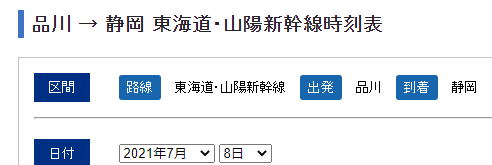 品川 → 静岡 東海道・山陽新幹線時刻表
区間 路線 東海道・山陽新幹線 出発 品川 到着 静岡
日付 2021年7月 8日